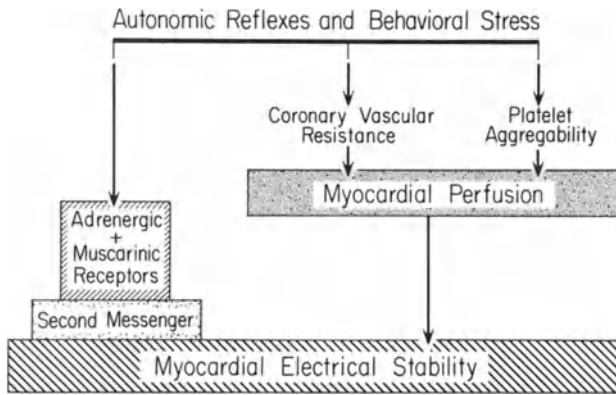 Autonomic Reflexes and Behavioral Stress
Coronary Vascular
Resistance
Platelet
Aggregability
Myocardial Perfusion
Adrenergic
+
Muscarinic
Receptors
Second Messenger
Myocardial Electrical Stability